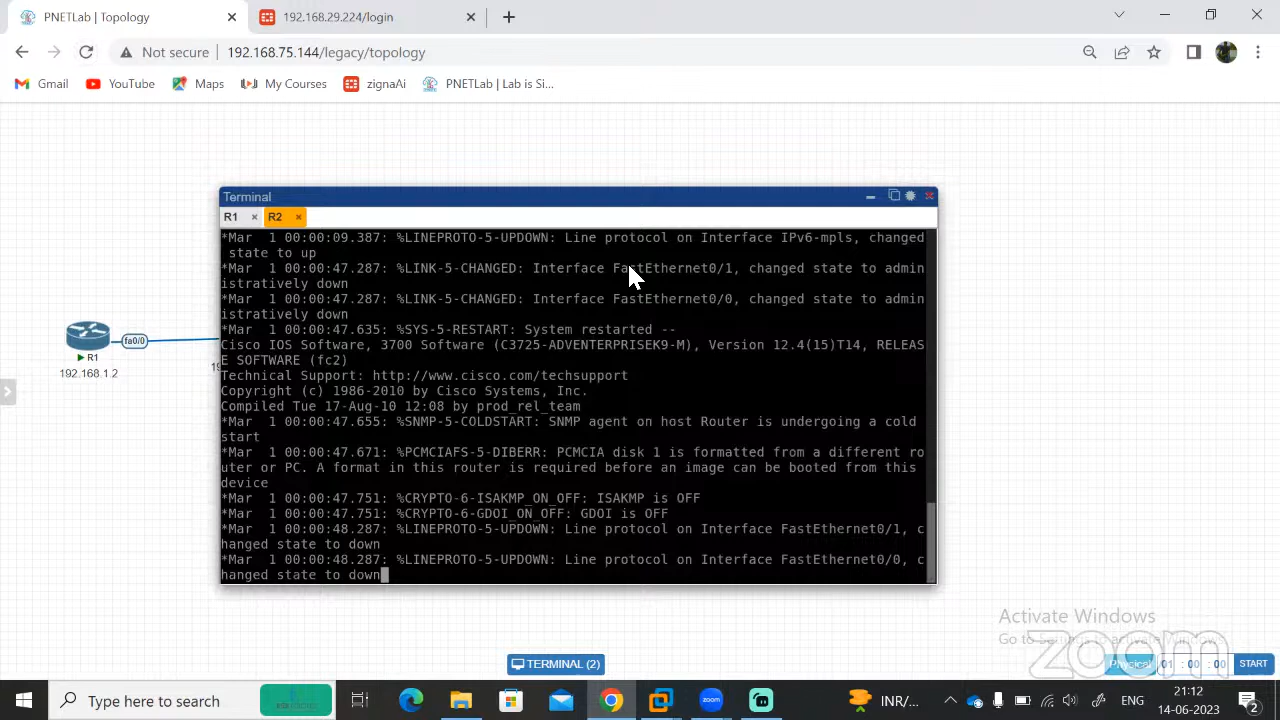 PNETLab | Topology
192.168.29.224/login
Not secure
192.168.75.144/legacy/topology
Gmail
YouTube
Maps
My Courses
zignaAi
PNETLab | Lab is Si...
Terminal
R1
R2
*Mar  1 00:00:09.387: %LINEPROTO-5-UPDOWN: Line protocol on Interface IPv6-mpls, changed
state to up
*Mar  1 00:00:47.287: %LINK-5-CHANGED: Interface FastEthernet0/1, changed state to admin
istratively down
*Mar  1 00:00:47.287: %LINK-5-CHANGED: Interface FastEthernet0/0, changed state to admin
istratively down
*Mar  1 00:00:47.635: %SYS-5-RESTART: System restarted --
Cisco IOS Software, 3700 Software (C3725-ADVENTERPRISEK9-M), Version 12.4(15)T14, RELEAS
E SOFTWARE (fc2)
Technical Support: http://www.cisco.com/techsupport
Copyright (c) 1986-2010 by Cisco Systems, Inc.
Compiled Tue 17-Aug-10 12:08 by prod_rel_team
*Mar  1 00:00:47.655: %SNMP-5-COLDSTART: SNMP agent on host Router is undergoing a cold
start
*Mar  1 00:00:47.671: %PCMCIAFS-5-DIBERR: PCMCIA disk 1 is formatted from a different ro
uter or PC. A format in this router is required before an image can be booted from this
device
*Mar  1 00:00:47.751: %CRYPTO-6-ISAKMP_ON_OFF: ISAKMP is OFF
*Mar  1 00:00:47.751: %CRYPTO-6-GDOI_ON_OFF: GDOI is OFF
*Mar  1 00:00:48.287: %LINEPROTO-5-UPDOWN: Line protocol on Interface FastEthernet0/1, c
hanged state to down
*Mar  1 00:00:48.287: %LINEPROTO-5-UPDOWN: Line protocol on Interface FastEthernet0/0, c
hanged state to down
fa0/0
R1
192.168.1.2
19
Activate Windows
Go to
zoom
TERMINAL (2)
01 : 00 : 00
START
Type here to search
zoom
INR/...
ENG
21:12
14-06-2023
2